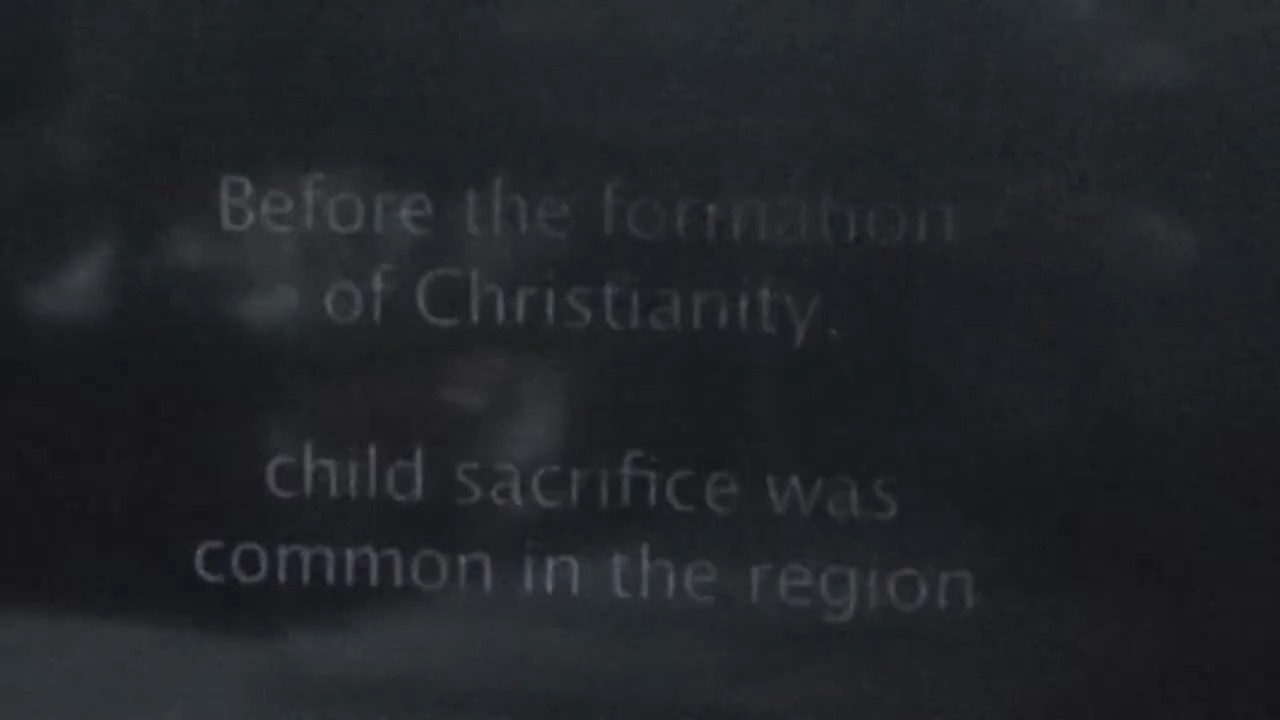 Before the formation
of Christianity,
child sacrifice was
common in the region